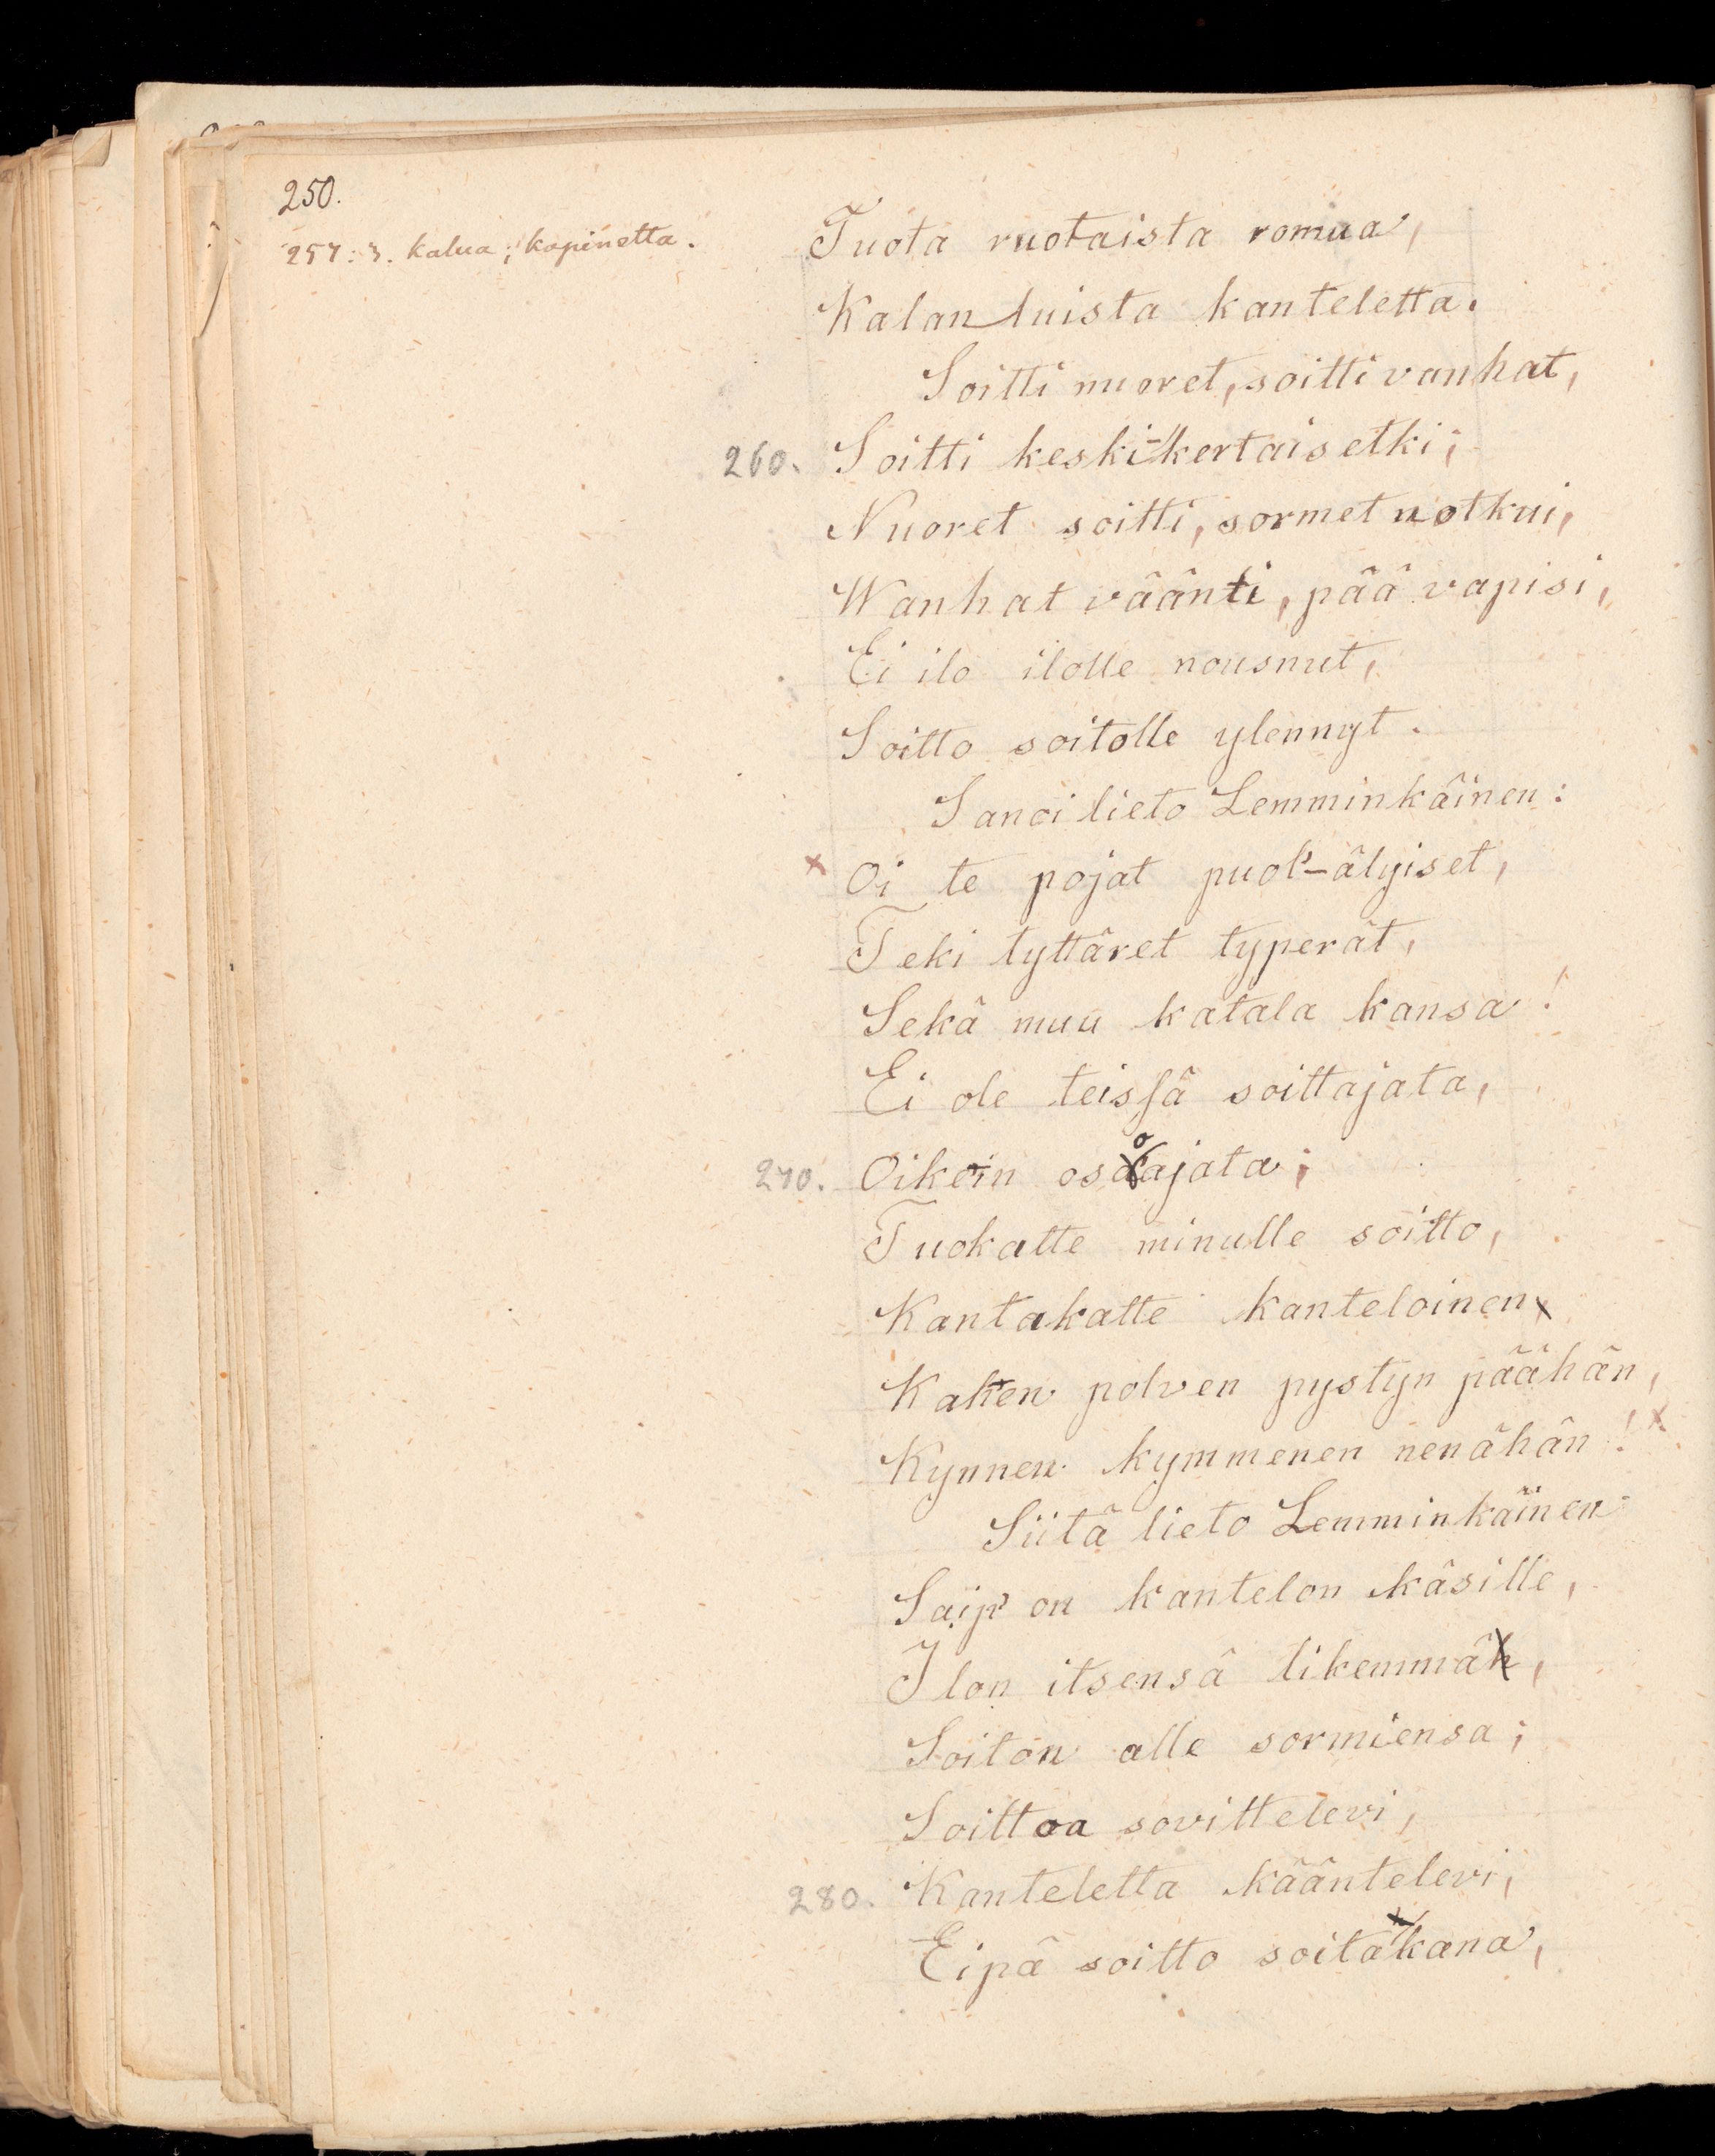 250.
257: 3. kalua; kapinetta.
Tuota ruotaista romua,
Kalanluista kanteletta.
Soitti nuoret, soitti vanhat,
260. Soitti keski-kertaisetki;
Nuoret soitti, sormet notkui,
Wanhat väänti, pää vapisi,
Ei ilo ilolle nousnut,
Soitto soitolle ylennyt.
Sanoi lieto Lemminkäinen:
x Oi te pojat puol'-älyiset,
Teki tyttäret typerät,
Sekä muu katala kansa!
Ei ole teissä soittajata,
270. Oikein osoajata;
Tuokatte minulle soitto,
Kantakatte kanteloinen
Kahen polven pystyn päähän,
Kynnen kymmenen nenähän! x
Siitä lieto Lemminkäinen
Saip' on kantelon käsille,
Ilon itsensä likemmä,
Soiton alle sormiensa;
Soittoa sovittelevi,
280. Kanteletta kääntelevi,
Eipä soitto soitakana,